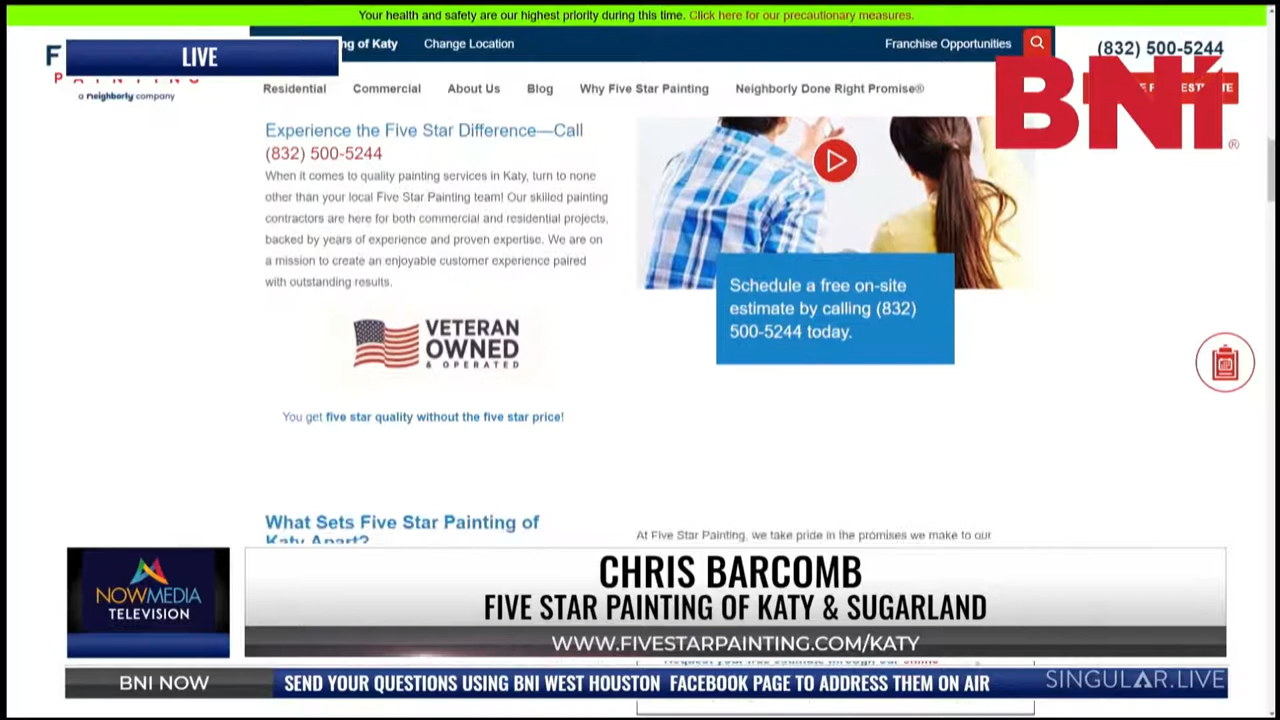 Your health and safety are our highest priority during this time. Click here for our precautionary measures.
F
LIVE
ng of Katy
Change Location
Franchise Opportunities
(832) 500-5244
a neighborly company
Residential
Commercial
About Us
Blog
Why Five Star Painting
Neighborly Done Right Promise®
BNI®
Experience the Five Star Difference—Call
(832) 500-5244
When it comes to quality painting services in Katy, turn to none
other than your local Five Star Painting team! Our skilled painting
contractors are here for both commercial and residential projects,
backed by years of experience and proven expertise. We are on
a mission to create an enjoyable customer experience paired
with outstanding results.
Schedule a free on-site
estimate by calling (832)
500-5244 today.
VETERAN
OWNED
& OPERATED
You get five star quality without the five star price!
What Sets Five Star Painting of
Katy Apart?
At Five Star Painting, we take pride in the promises we make to our
CHRIS BARCOMB
FIVE STAR PAINTING OF KATY & SUGARLAND
WWW.FIVESTARPAINTING.COM/KATY
NOWMEDIA
TELEVISION
BNI NOW
SEND YOUR QUESTIONS USING BNI WEST HOUSTON FACEBOOK PAGE TO ADDRESS THEM ON AIR
SINGULAR.LIVE